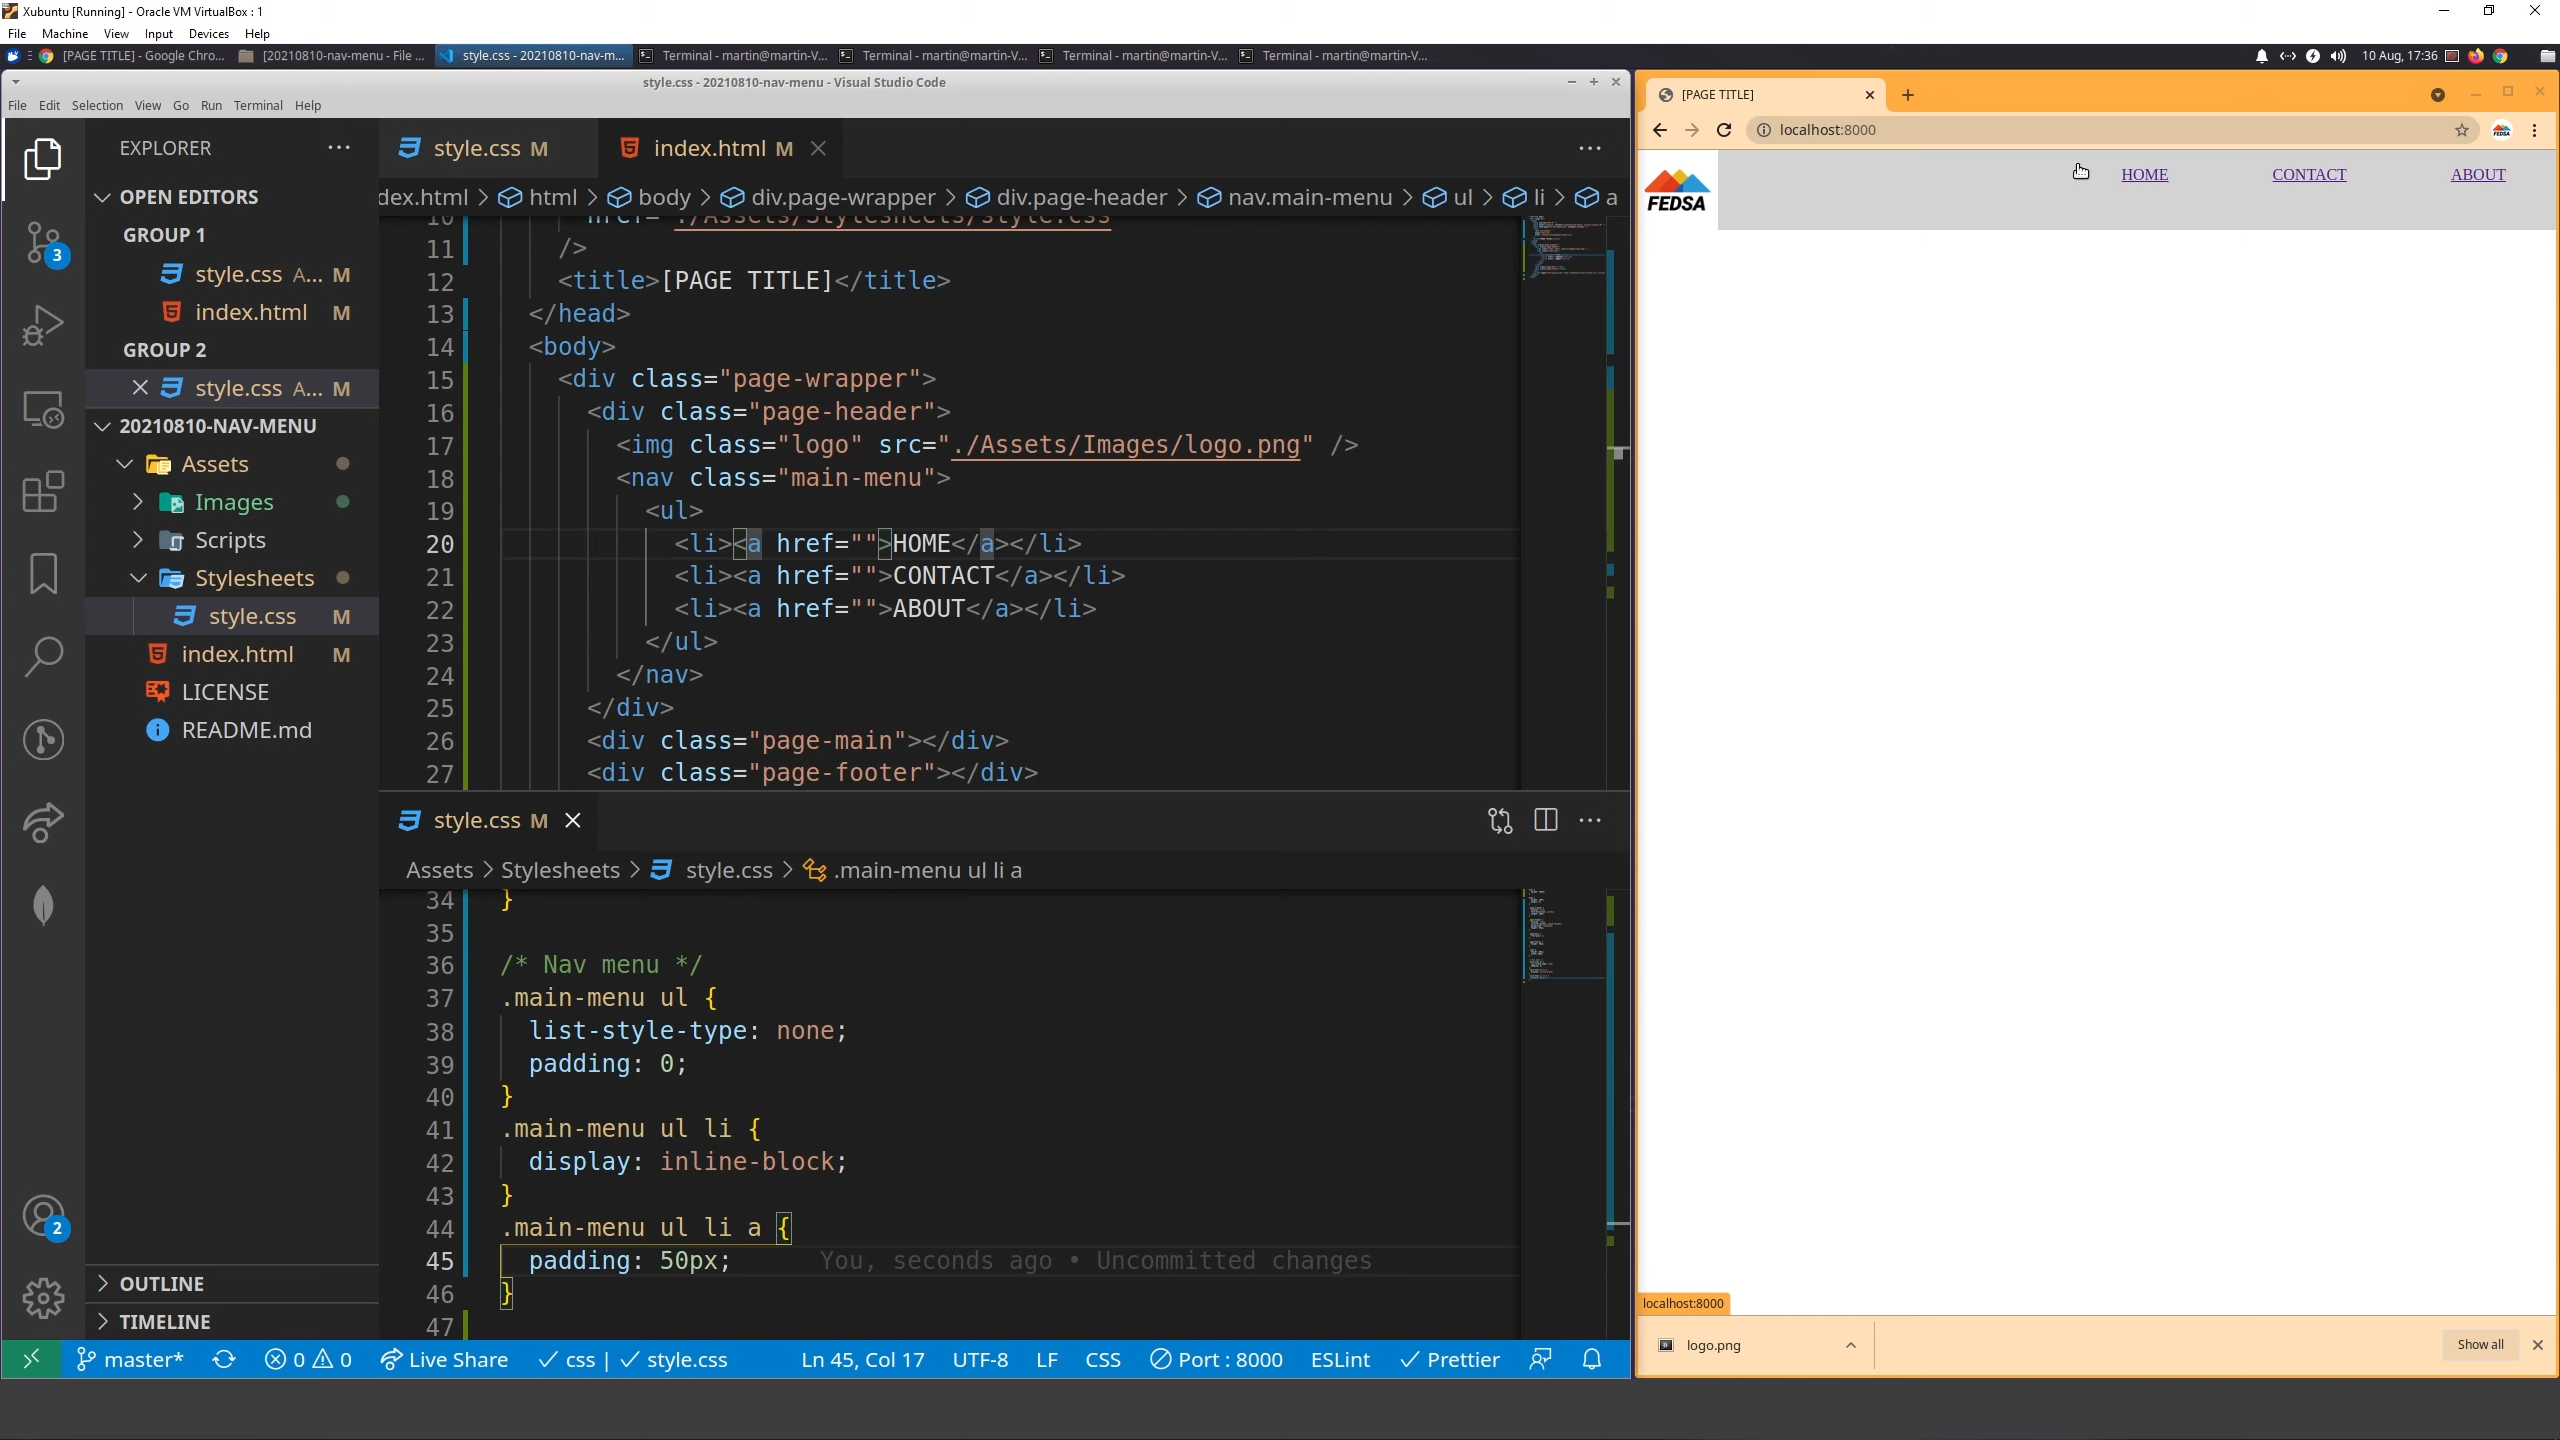 Xubuntu [Running] - Oracle VM VirtualBox : 1
File Machine View Input Devices Help
[PAGE TITLE] - Google Chro... [20210810-nav-menu - File ... style.css - 20210810-nav-m... Terminal - martin@martin-V... Terminal - martin@martin-V... Terminal - martin@martin-V... Terminal - martin@martin-V... 10 Aug, 17:36
style.css - 20210810-nav-menu - Visual Studio Code
File Edit Selection View Go Run Terminal Help
EXPLORER ...
OPEN EDITORS
GROUP 1
style.css A... M
index.html M
GROUP 2
style.css A... M
20210810-NAV-MENU
Assets
Images
Scripts
Stylesheets
style.css M
index.html M
LICENSE
README.md
OUTLINE
TIMELINE
3
2
style.css M index.html M
dex.html > html > body > div.page-wrapper > div.page-header > nav.main-menu > ul > li > a
10 href="./Assets/Stylesheets/style.css"
11 />
12 <title>[PAGE TITLE]</title>
13 </head>
14 <body>
15 <div class="page-wrapper">
16 <div class="page-header">
17 <img class="logo" src="./Assets/Images/logo.png" />
18 <nav class="main-menu">
19 <ul>
20 <li><a href="">HOME</a></li>
21 <li><a href="">CONTACT</a></li>
22 <li><a href="">ABOUT</a></li>
23 </ul>
24 </nav>
25 </div>
26 <div class="page-main"></div>
27 <div class="page-footer"></div>
style.css M
Assets > Stylesheets > style.css > .main-menu ul li a
34 }
35
36 /* Nav menu */
37 .main-menu ul {
38 list-style-type: none;
39 padding: 0;
40 }
41 .main-menu ul li {
42 display: inline-block;
43 }
44 .main-menu ul li a {
45 padding: 50px; You, seconds ago • Uncommitted changes
46 }
47
master* 0 0 Live Share css | style.css Ln 45, Col 17 UTF-8 LF CSS Port : 8000 ESLint Prettier
[PAGE TITLE]
localhost:8000
FEDSA
FEDSA
HOME CONTACT ABOUT
localhost:8000
logo.png
Show all